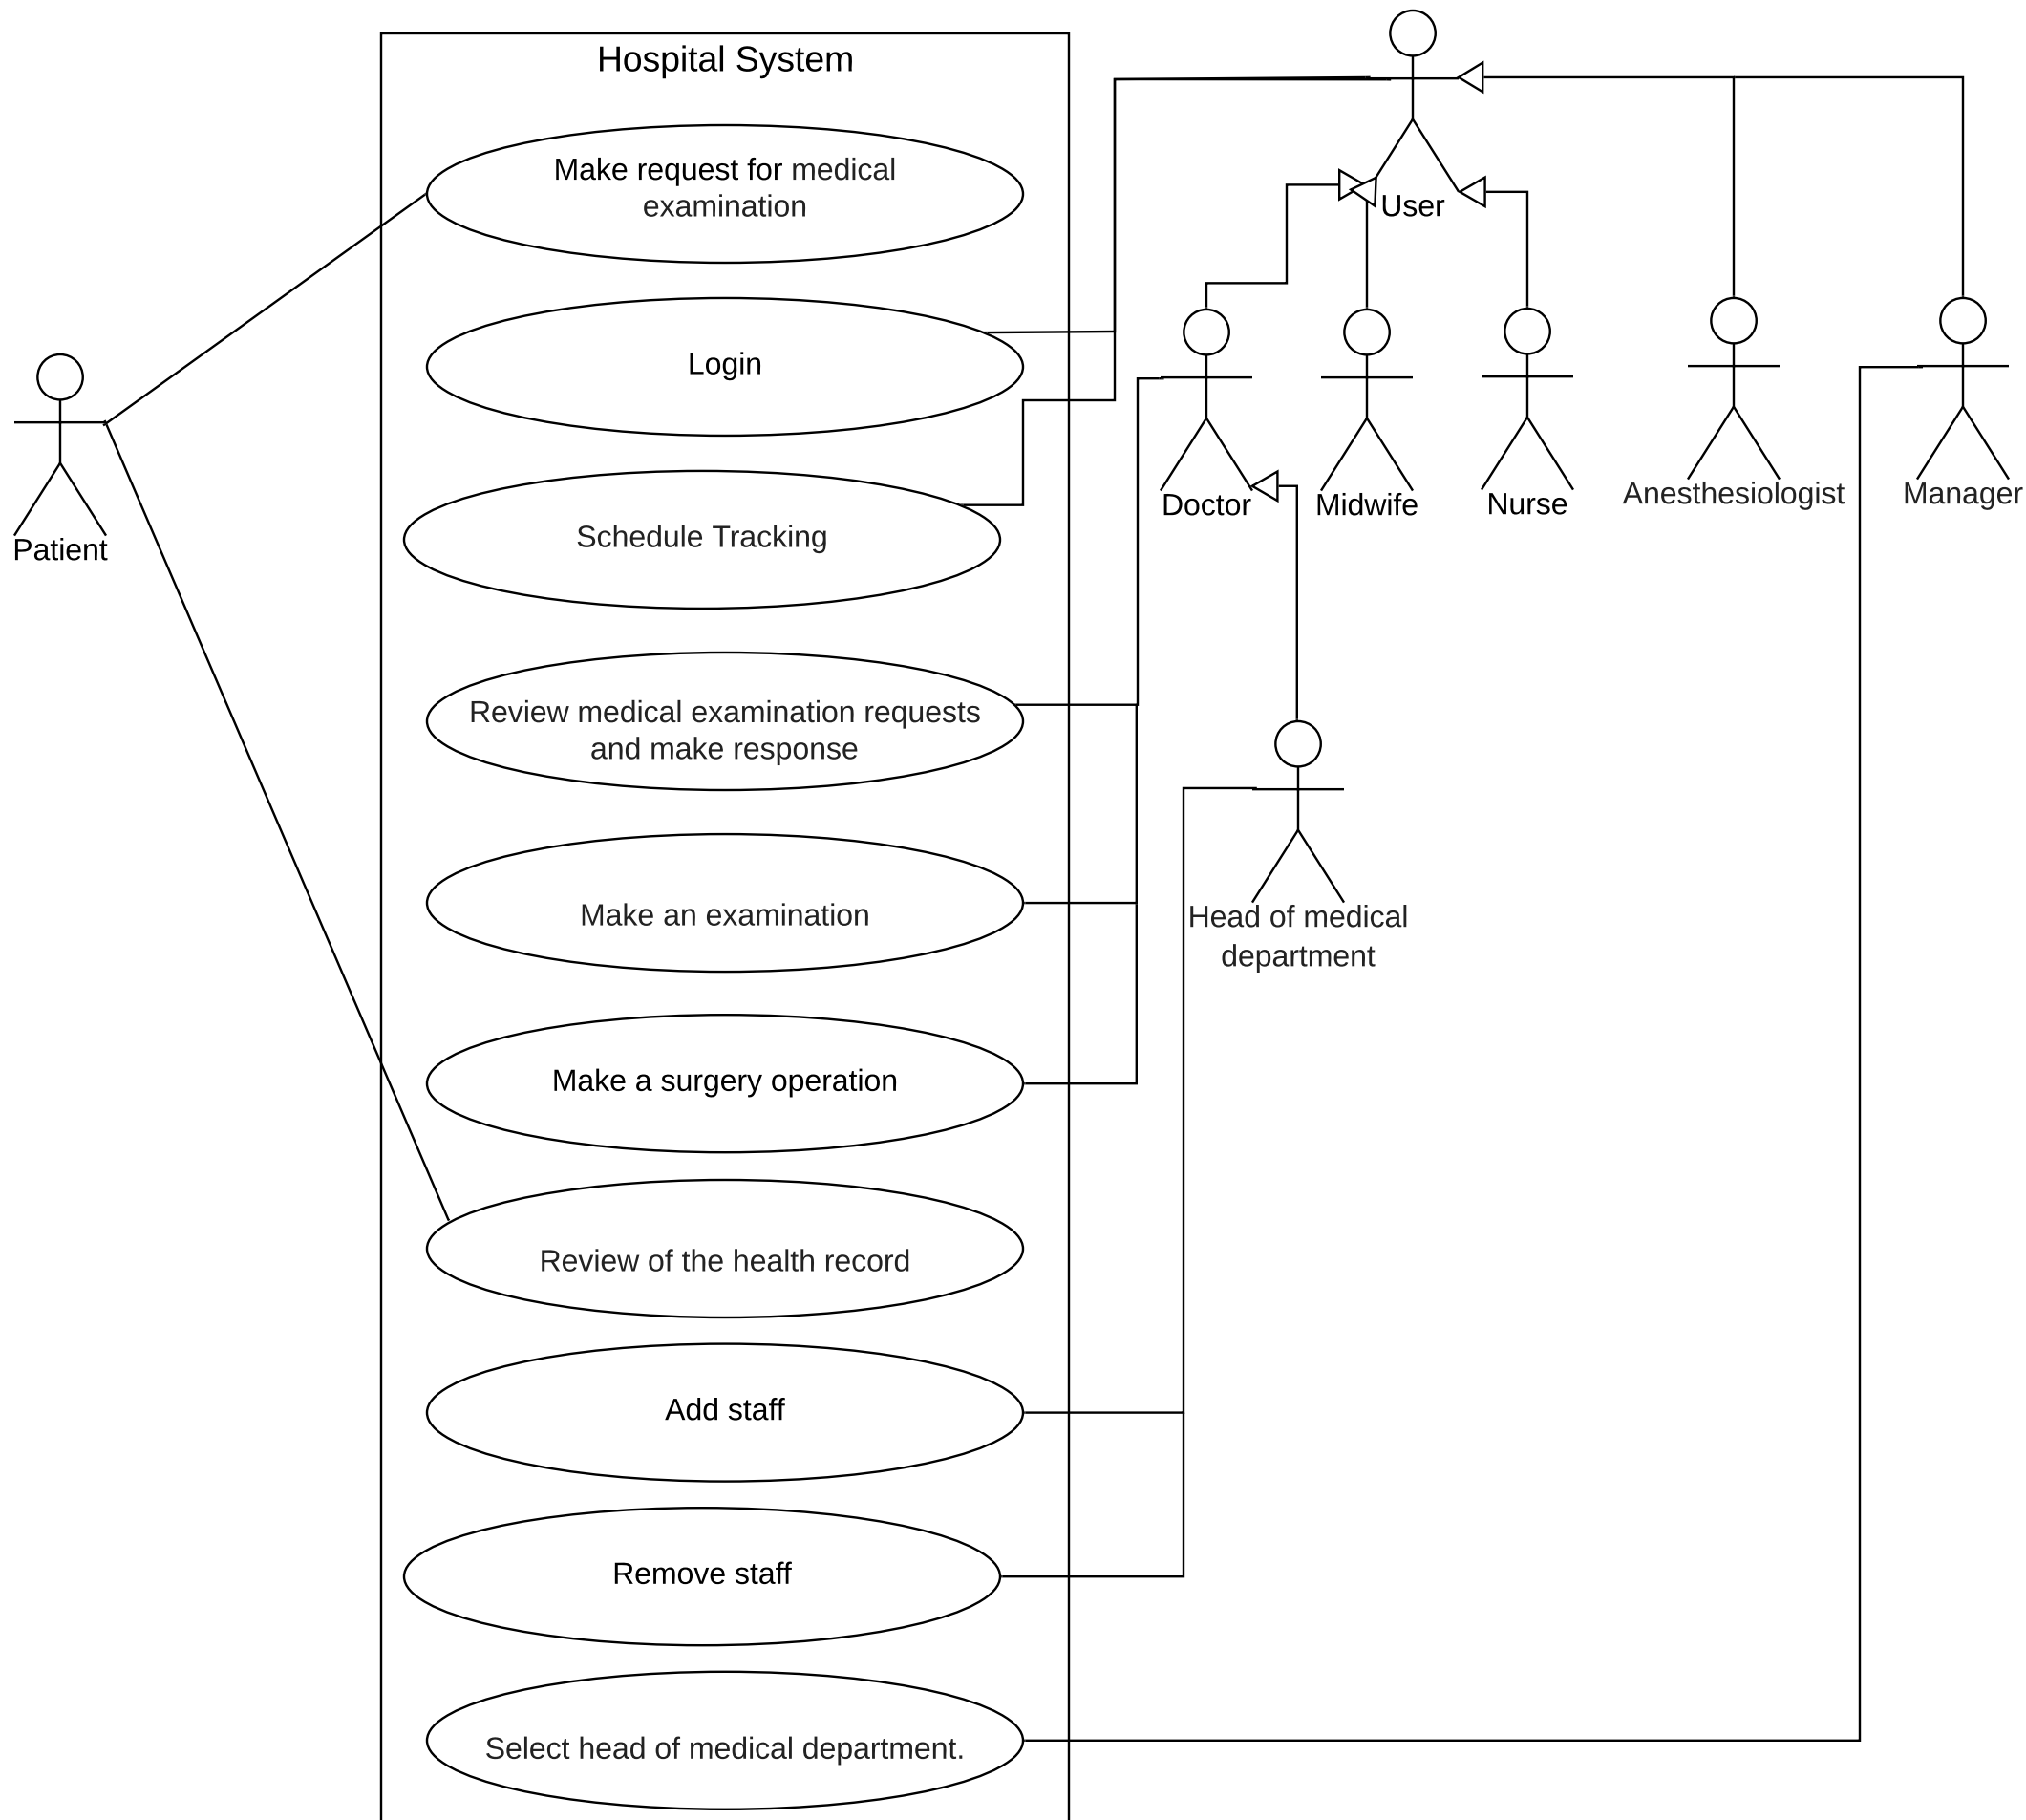 Hospital System
Make request for medical
examination
Login
Schedule Tracking
Review medical examination requests
and make response
Make an examination
Make a surgery operation
Review of the health record
Add staff
Remove staff
Select head of medical department.
Patient
User
Doctor
Midwife
Nurse
Anesthesiologist
Manager
Head of medical
department